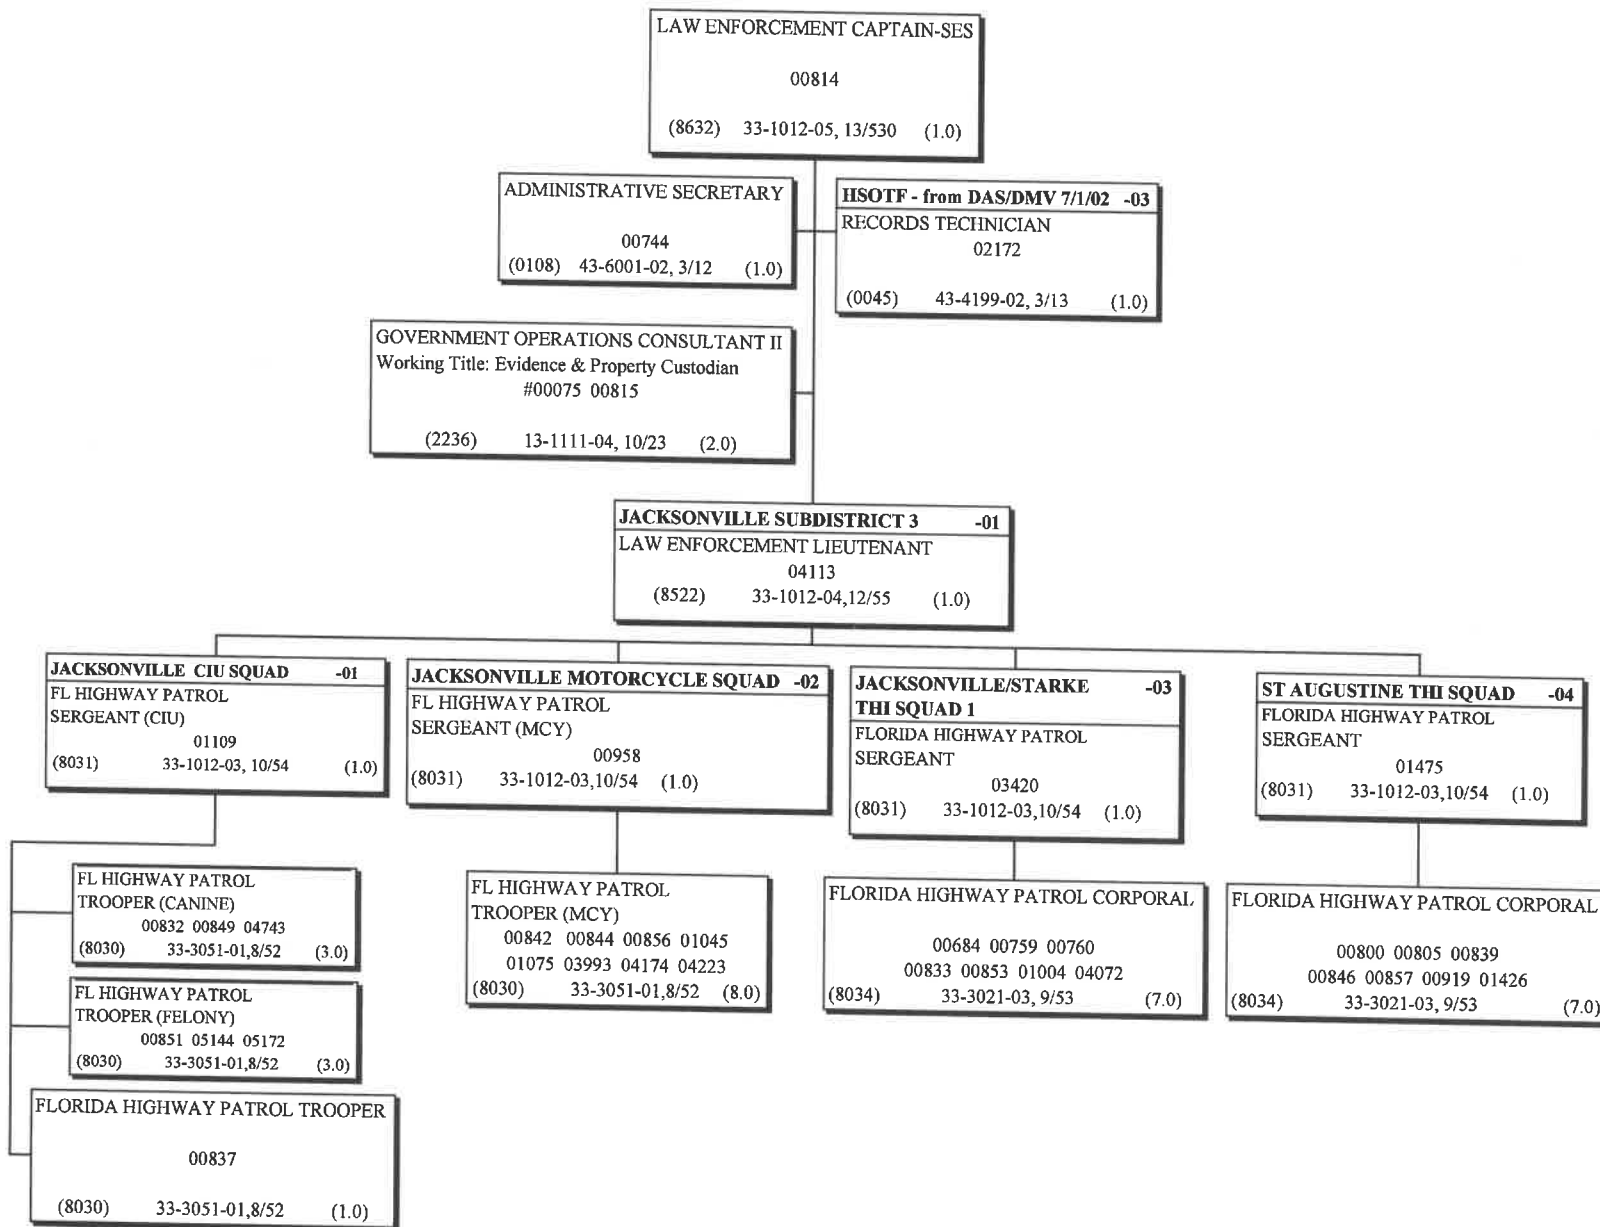 LAW ENFORCEMENT CAPTAIN-SES
00814
(8632) 33-1012-05, 13/530 (1.0)
ADMINISTRATIVE SECRETARY
00744
(0108) 43-6001-02, 3/12 (1.0)
HSOTF - from DAS/DMV 7/1/02 -03
RECORDS TECHNICIAN
02172
(0045) 43-4199-02, 3/13 (1.0)
GOVERNMENT OPERATIONS CONSULTANT II
Working Title: Evidence & Property Custodian
#00075 00815
(2236) 13-1111-04, 10/23 (2.0)
JACKSONVILLE SUBDISTRICT 3 -01
LAW ENFORCEMENT LIEUTENANT
04113
(8522) 33-1012-04,12/55 (1.0)
JACKSONVILLE CIU SQUAD -01
FL HIGHWAY PATROL
SERGEANT (CIU)
01109
(8031) 33-1012-03, 10/54 (1.0)
FL HIGHWAY PATROL
TROOPER (CANINE)
00832 00849 04743
(8030) 33-3051-01,8/52 (3.0)
FL HIGHWAY PATROL
TROOPER (FELONY)
00851 05144 05172
(8030) 33-3051-01,8/52 (3.0)
FLORIDA HIGHWAY PATROL TROOPER
00837
(8030) 33-3051-01,8/52 (1.0)
JACKSONVILLE MOTORCYCLE SQUAD -02
FL HIGHWAY PATROL
SERGEANT (MCY)
00958
(8031) 33-1012-03,10/54 (1.0)
FL HIGHWAY PATROL
TROOPER (MCY)
00842 00844 00856 01045
01075 03993 04174 04223
(8030) 33-3051-01,8/52 (8.0)
JACKSONVILLE/STARKE -03
THI SQUAD 1
FLORIDA HIGHWAY PATROL
SERGEANT
03420
(8031) 33-1012-03,10/54 (1.0)
FLORIDA HIGHWAY PATROL CORPORAL
00684 00759 00760
00833 00853 01004 04072
(8034) 33-3021-03, 9/53 (7.0)
ST AUGUSTINE THI SQUAD -04
FLORIDA HIGHWAY PATROL
SERGEANT
01475
(8031) 33-1012-03,10/54 (1.0)
FLORIDA HIGHWAY PATROL CORPORAL
00800 00805 00839
00846 00857 00919 01426
(8034) 33-3021-03, 9/53 (7.0)